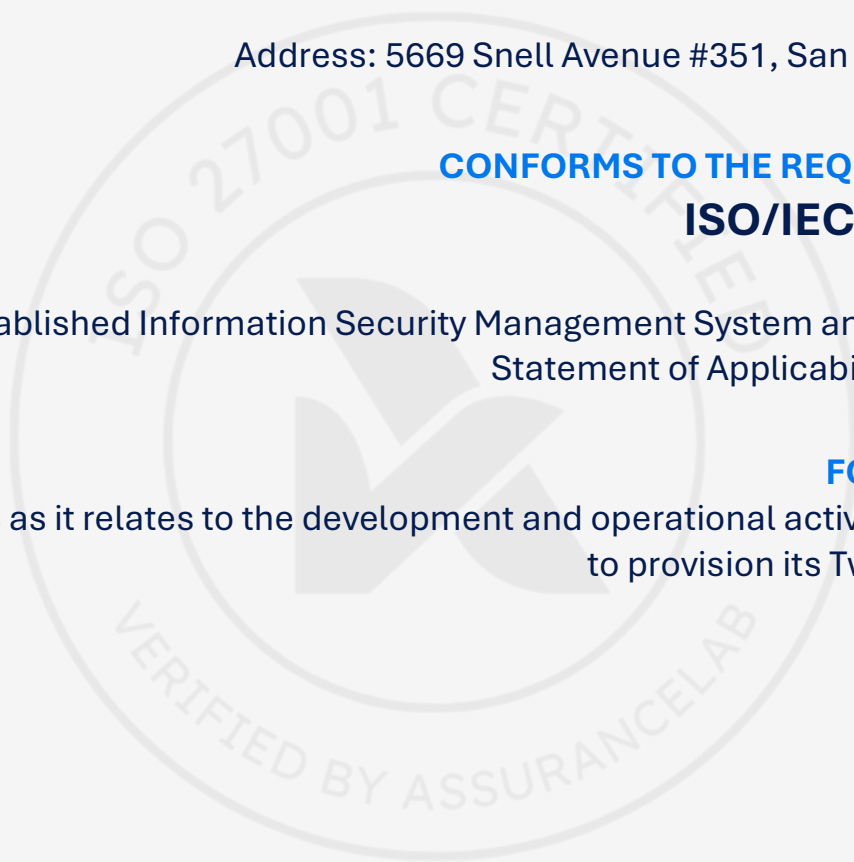 Address: 5669 Snell Avenue #351, San
ISO 27001 CERTIFIED
CONFORMS TO THE REQ
ISO/IEC
ablished Information Security Management System an
Statement of Applicabi
FO
as it relates to the development and operational activ
to provision its Tw
VERIFIED BY ASSURANCELAB